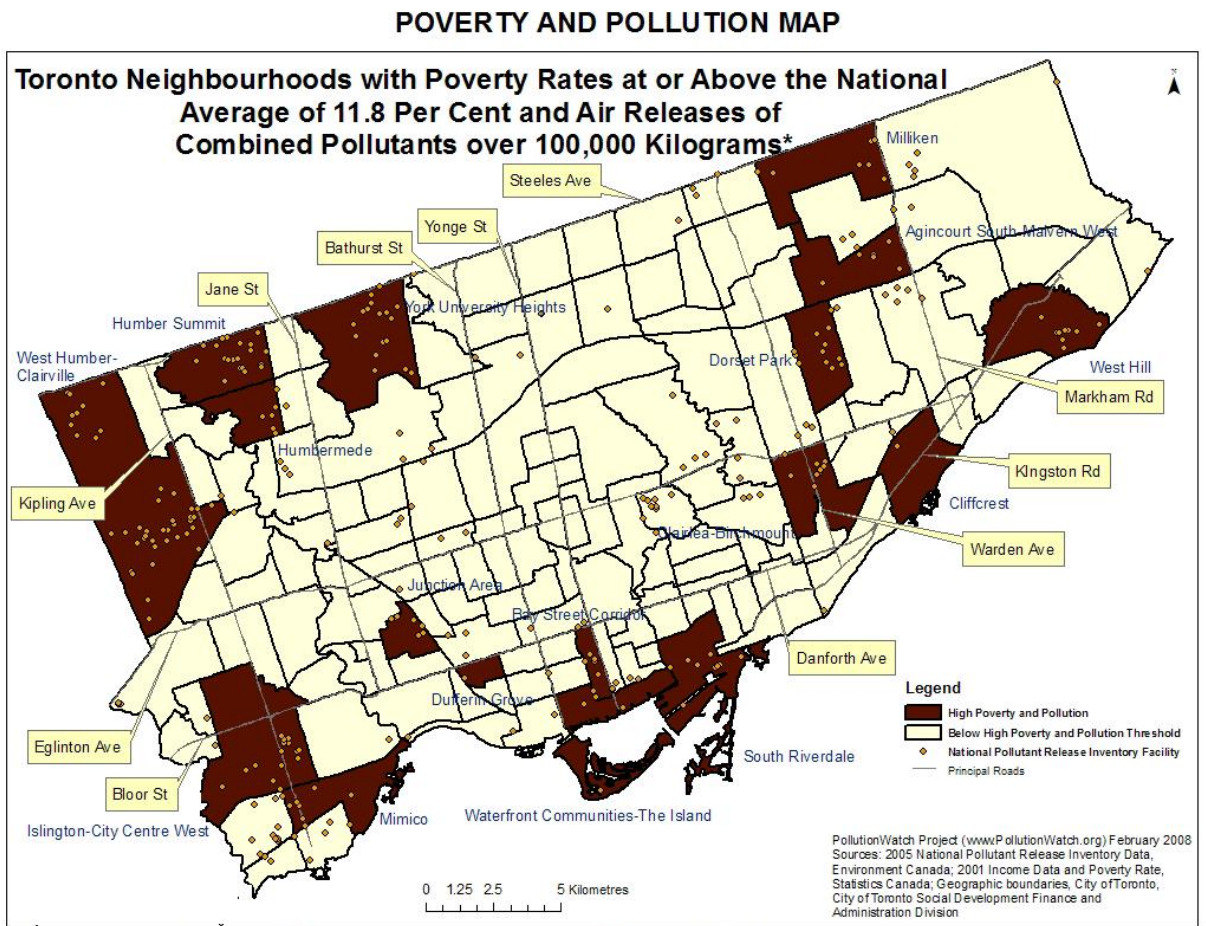 POVERTY AND POLLUTION MAP
Toronto Neighbourhoods with Poverty Rates at or Above the National
Average of 11.8 Per Cent and Air Releases of
Combined Pollutants over 100,000 Kilograms*
Milliken
Steeles Ave
Yonge St
Agincourt South-Malvern West
Bathurst St
Jane St
York University Heights
Humber Summit
West Humber-
Clairville
Dorset Park
West Hill
Markham Rd
Humbermede
Kipling Ave
KIngston Rd
Cliffcrest
Clairlea-Birchmount
Warden Ave
Junction Area
Bay Street Corridor
Danforth Ave
Dufferin Grove
Eglinton Ave
South Riverdale
Bloor St
Waterfront Communities-The Island
Mimico
Islington-City Centre West
Legend
High Poverty and Pollution
Below High Poverty and Pollution Threshold
National Pollutant Release Inventory Facility
Principal Roads
0 1.25 2.5 5 Kilometres
PollutionWatch Project (www.PollutionWatch.org) February 2008
Sources: 2005 National Pollutant Release Inventory Data,
Environment Canada; 2001 Income Data and Poverty Rate,
Statistics Canada; Geographic boundaries, City of Toronto,
City of Toronto Social Development Finance and
Administration Division